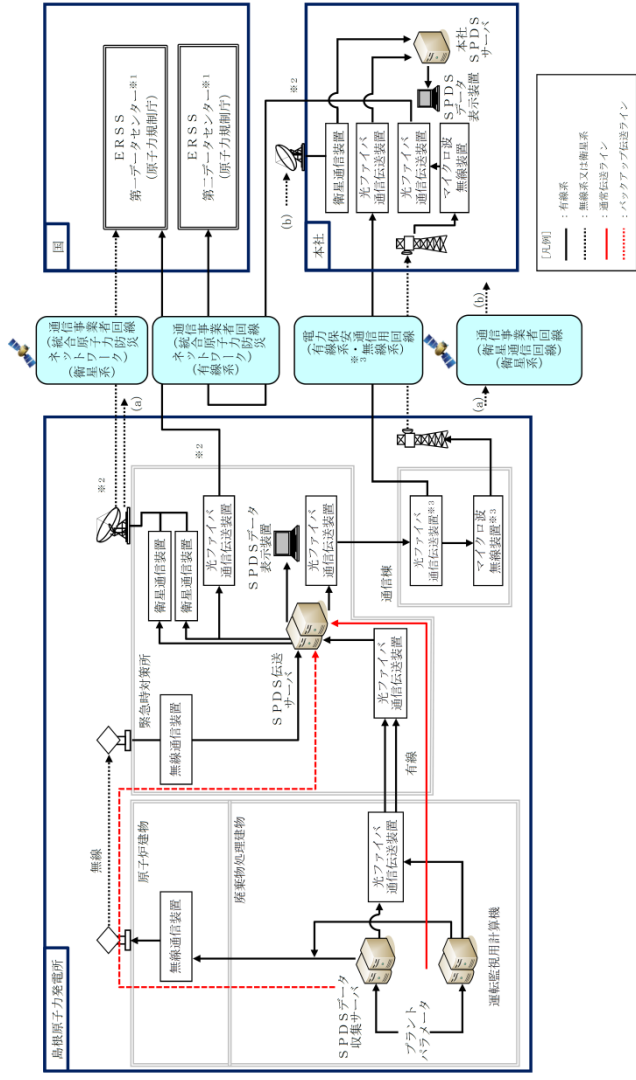 島根原子力発電所
原子炉建物
無線通信装置
無線
廃棄物処理建物
SPDSデータ
収集サーバ
プラント
パラメータ
運転監視用計算機
光ファイバ
通信伝送装置
有線
緊急時対策所
無線通信装置
SPDS伝送
サーバ
光ファイバ
通信伝送装置
衛星通信装置
衛星通信装置
光ファイバ
通信伝送装置
SPDSデータ
表示装置
光ファイバ
通信伝送装置
※2
※2
(a)
通信棟
光ファイバ
通信伝送装置※3
マイクロ波
無線装置※3
通信事業者回線
(統合原子力防災
ネットワーク)
(衛星系)
通信事業者回線
(統合原子力防災
ネットワーク)
(有線系)
電力保安通信用回線
(有線系・無線系)
※3
通信事業者回線
(衛星通信回線)
(衛星系)
(a)
(b)
国
ERSS
第一データセンター※1
(原子力規制庁)
ERSS
第二データセンター※1
(原子力規制庁)
本社
(b)
※2
衛星通信装置
光ファイバ
通信伝送装置
光ファイバ
通信伝送装置
マイクロ波
無線装置
本社
SPDS
サーバ
SPDS
データ
表示装置
[凡例]
:有線系
:無線系又は衛星系
:通常伝送ライン
:バックアップ伝送ライン